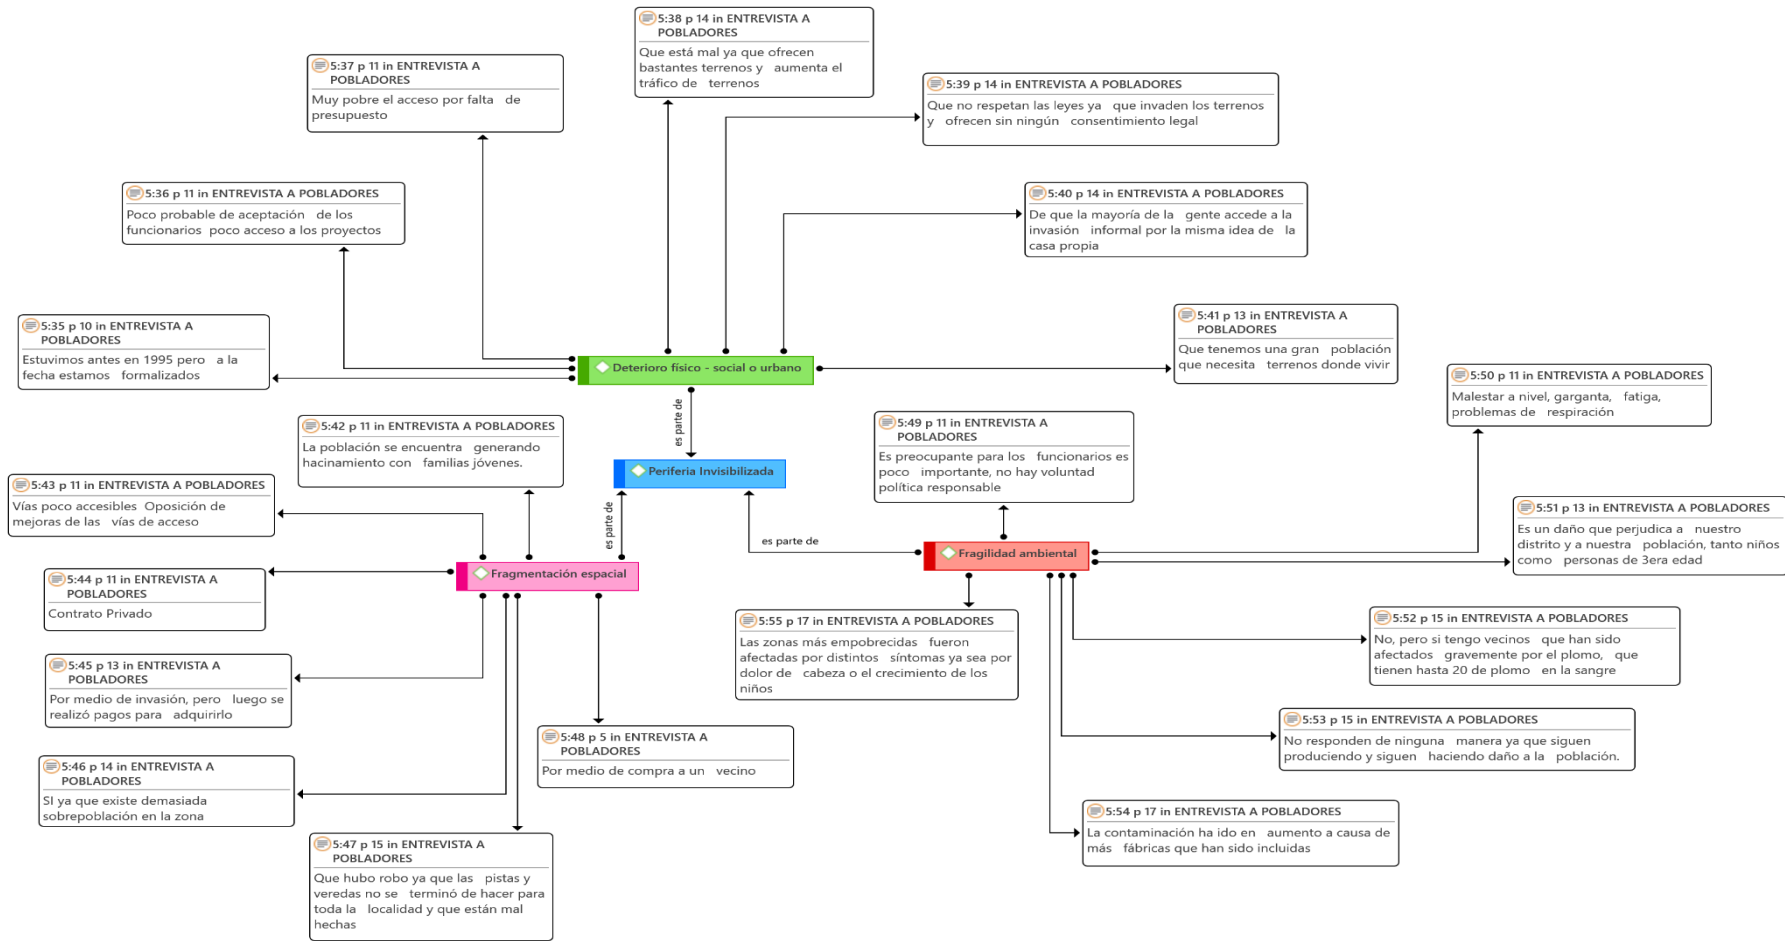 5:38 p 14 in ENTREVISTA A
POBLADORES
Que está mal ya que ofrecen
bastantes terrenos y aumenta el
tráfico de terrenos
5:37 p 11 in ENTREVISTA A
POBLADORES
Muy pobre el acceso por falta de
presupuesto
5:39 p 14 in ENTREVISTA A POBLADORES
Que no respetan las leyes ya que invaden los terrenos
y ofrecen sin ningún consentimiento legal
5:36 p 11 in ENTREVISTA A POBLADORES
Poco probable de aceptación de los
funcionarios poco acceso a los proyectos
5:40 p 14 in ENTREVISTA A POBLADORES
De que la mayoría de la gente accede a la
invasión informal por la misma idea de la
casa propia
5:35 p 10 in ENTREVISTA A
POBLADORES
Estuvimos antes en 1995 pero a la
fecha estamos formalizados
5:41 p 13 in ENTREVISTA A
POBLADORES
Que tenemos una gran población
que necesita terrenos donde vivir
Deterioro físico - social o urbano
5:50 p 11 in ENTREVISTA A POBLADORES
Malestar a nivel, garganta, fatiga,
problemas de respiración
es parte de
5:42 p 11 in ENTREVISTA A POBLADORES
La población se encuentra generando
hacinamiento con familias jóvenes.
5:49 p 11 in ENTREVISTA A
POBLADORES
Es preocupante para los funcionarios es
poco importante, no hay voluntad
política responsable
Periferia Invisibilizada
5:43 p 11 in ENTREVISTA A POBLADORES
Vías poco accesibles Oposición de
mejoras de las vías de acceso
es parte de
es parte de
5:51 p 13 in ENTREVISTA A POBLADORES
Es un daño que perjudica a nuestro
distrito y a nuestra población, tanto niños
como personas de 3era edad
Fragilidad ambiental
Fragmentación espacial
5:44 p 11 in ENTREVISTA A
POBLADORES
Contrato Privado
5:55 p 17 in ENTREVISTA A POBLADORES
Las zonas más empobrecidas fueron
afectadas por distintos síntomas ya sea por
dolor de cabeza o el crecimiento de los
niños
5:52 p 15 in ENTREVISTA A POBLADORES
No, pero si tengo vecinos que han sido
afectados gravemente por el plomo, que
tienen hasta 20 de plomo en la sangre
5:45 p 13 in ENTREVISTA A
POBLADORES
Por medio de invasión, pero luego se
realizó pagos para adquirirlo
5:53 p 15 in ENTREVISTA A POBLADORES
No responden de ninguna manera ya que siguen
produciendo y siguen haciendo daño a la población.
5:48 p 5 in ENTREVISTA A
POBLADORES
Por medio de compra a un vecino
5:46 p 14 in ENTREVISTA A
POBLADORES
SI ya que existe demasiada
sobrepoblación en la zona
5:54 p 17 in ENTREVISTA A POBLADORES
La contaminación ha ido en aumento a causa de
más fábricas que han sido incluidas
5:47 p 15 in ENTREVISTA A
POBLADORES
Que hubo robo ya que las pistas y
veredas no se terminó de hacer para
toda la localidad y que están mal
hechas